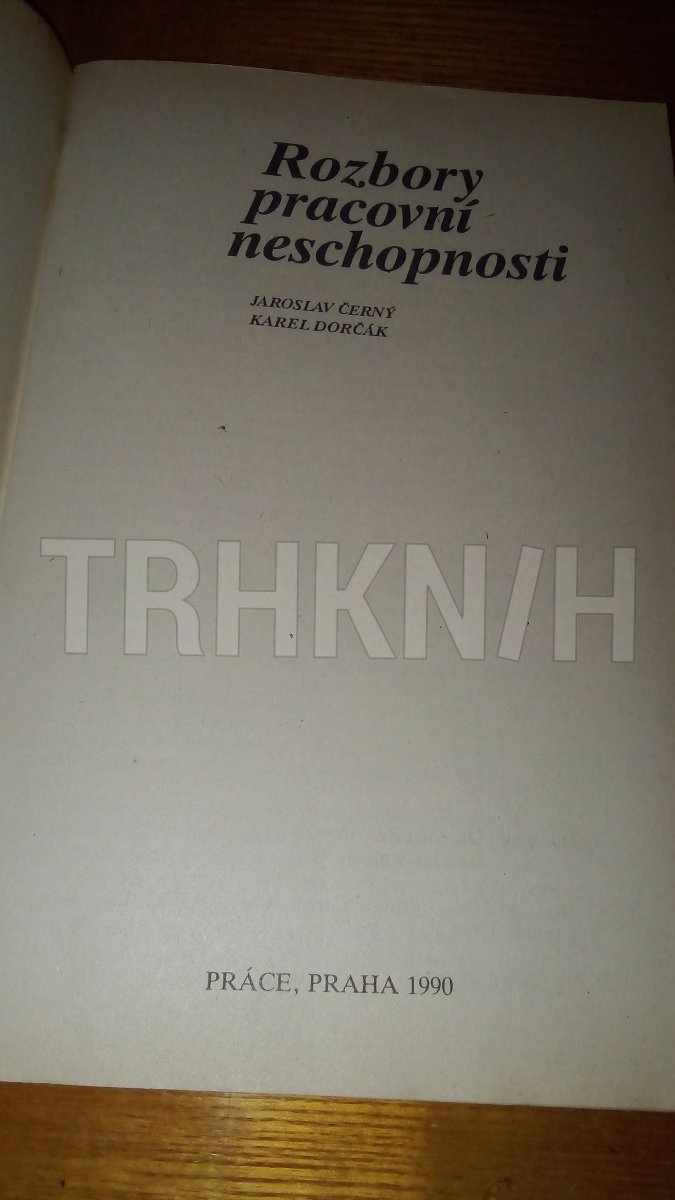 Rozbory
pracovní
neschopnosti
JAROSLAV ČERNÝ
KAREL DORČÁK
TRHKNIH
PRÁCE, PRAHA 1990